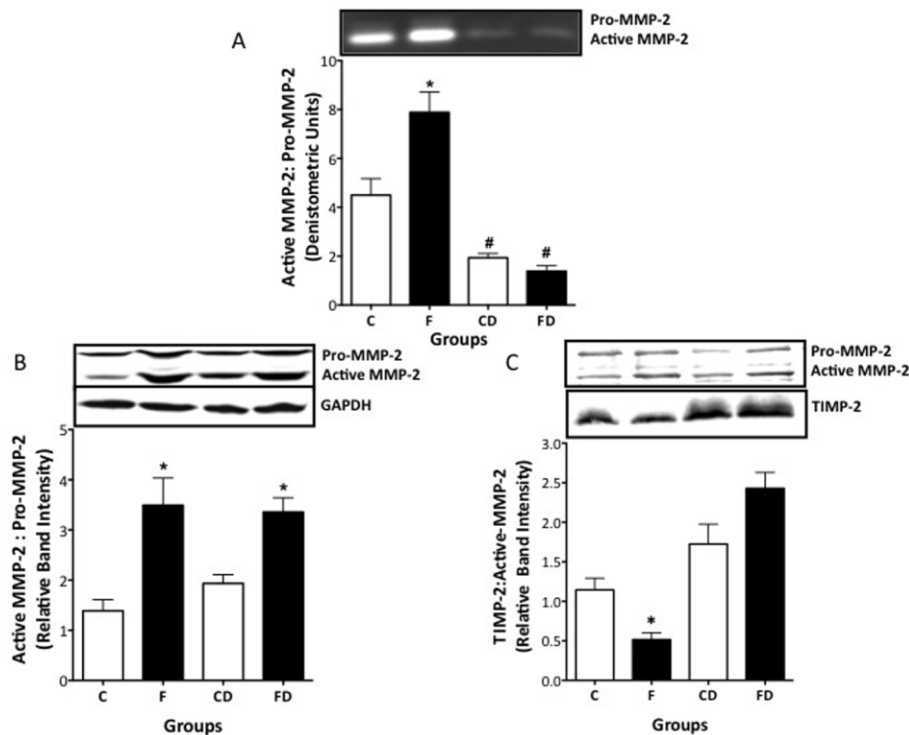 A
Pro-MMP-2
Active MMP-2
Active MMP-2: Pro-MMP-2
(Denistometric Units)
10
8
6
4
2
0
*
#
#
C F CD FD
Groups
B
Pro-MMP-2
Active MMP-2
GAPDH
Active MMP-2 : Pro-MMP-2
(Relative Band Intensity)
5
4
3
2
1
0
*
*
C F CD FD
Groups
C
Pro-MMP-2
Active MMP-2
TIMP-2
TIMP-2:Active-MMP-2
(Relative Band Intensity)
3.0
2.5
2.0
1.5
1.0
0.5
0.0
*
C F CD FD
Groups